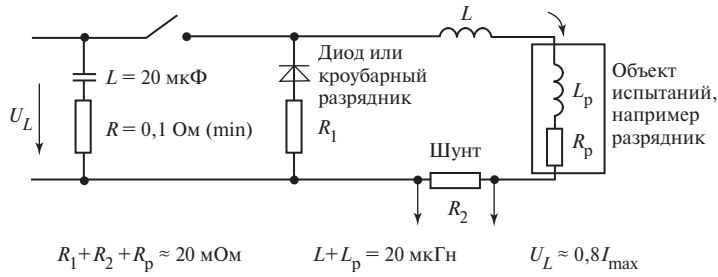 L
Диод или
кроубарный
разрядник
L = 20 мкФ
Объект
испытаний,
например
разрядник
U_L
L_p
R = 0,1 Ом (min)
R_1
R_p
Шунт
R_2
R_1+R_2+R_p ≈ 20 мОм
L+L_p = 20 мкГн
U_L ≈ 0,8I_max